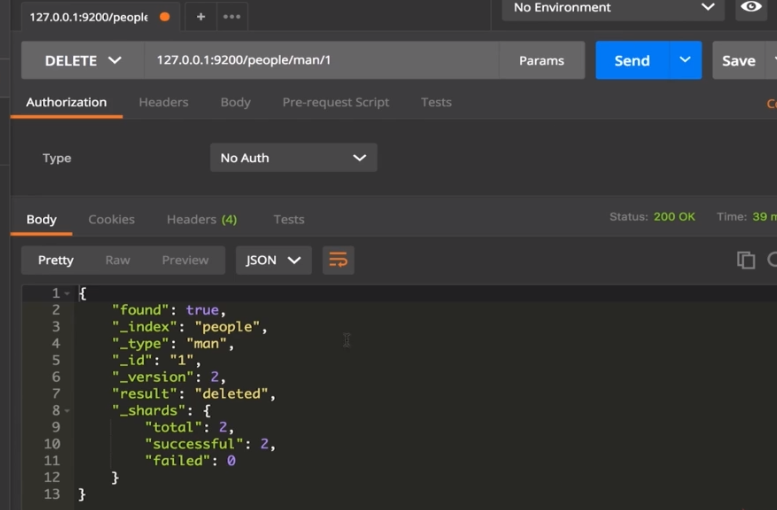 127.0.0.1:9200/people
+
•••
No Environment
DELETE
127.0.0.1:9200/people/man/1
Params
Send
Save
Authorization
Headers
Body
Pre-request Script
Tests
Type
No Auth
Body
Cookies
Headers (4)
Tests
Status: 200 OK
Time: 39
Pretty
Raw
Preview
JSON
1 {
2 "found": true,
3 "_index": "people",
4 "_type": "man",
5 "_id": "1",
6 "_version": 2,
7 "result": "deleted",
8 "_shards": {
9 "total": 2,
10 "successful": 2,
11 "failed": 0
12 }
13 }